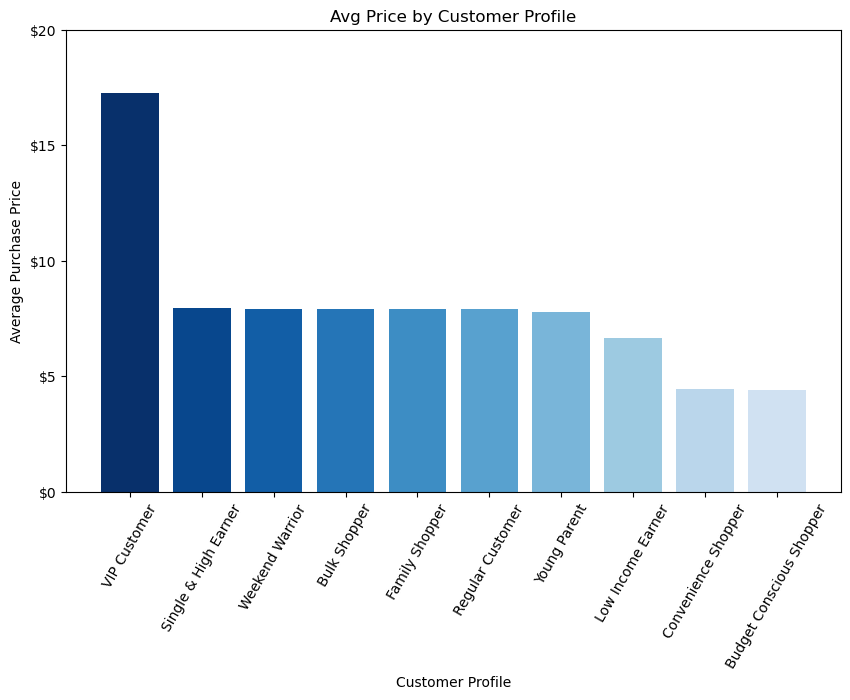 Avg Price by Customer Profile
Average Purchase Price
$20
$15
$10
$5
$0
VIP Customer
Single & High Earner
Weekend Warrior
Bulk Shopper
Family Shopper
Regular Customer
Young Parent
Low Income Earner
Convenience Shopper
Budget Conscious Shopper
Customer Profile